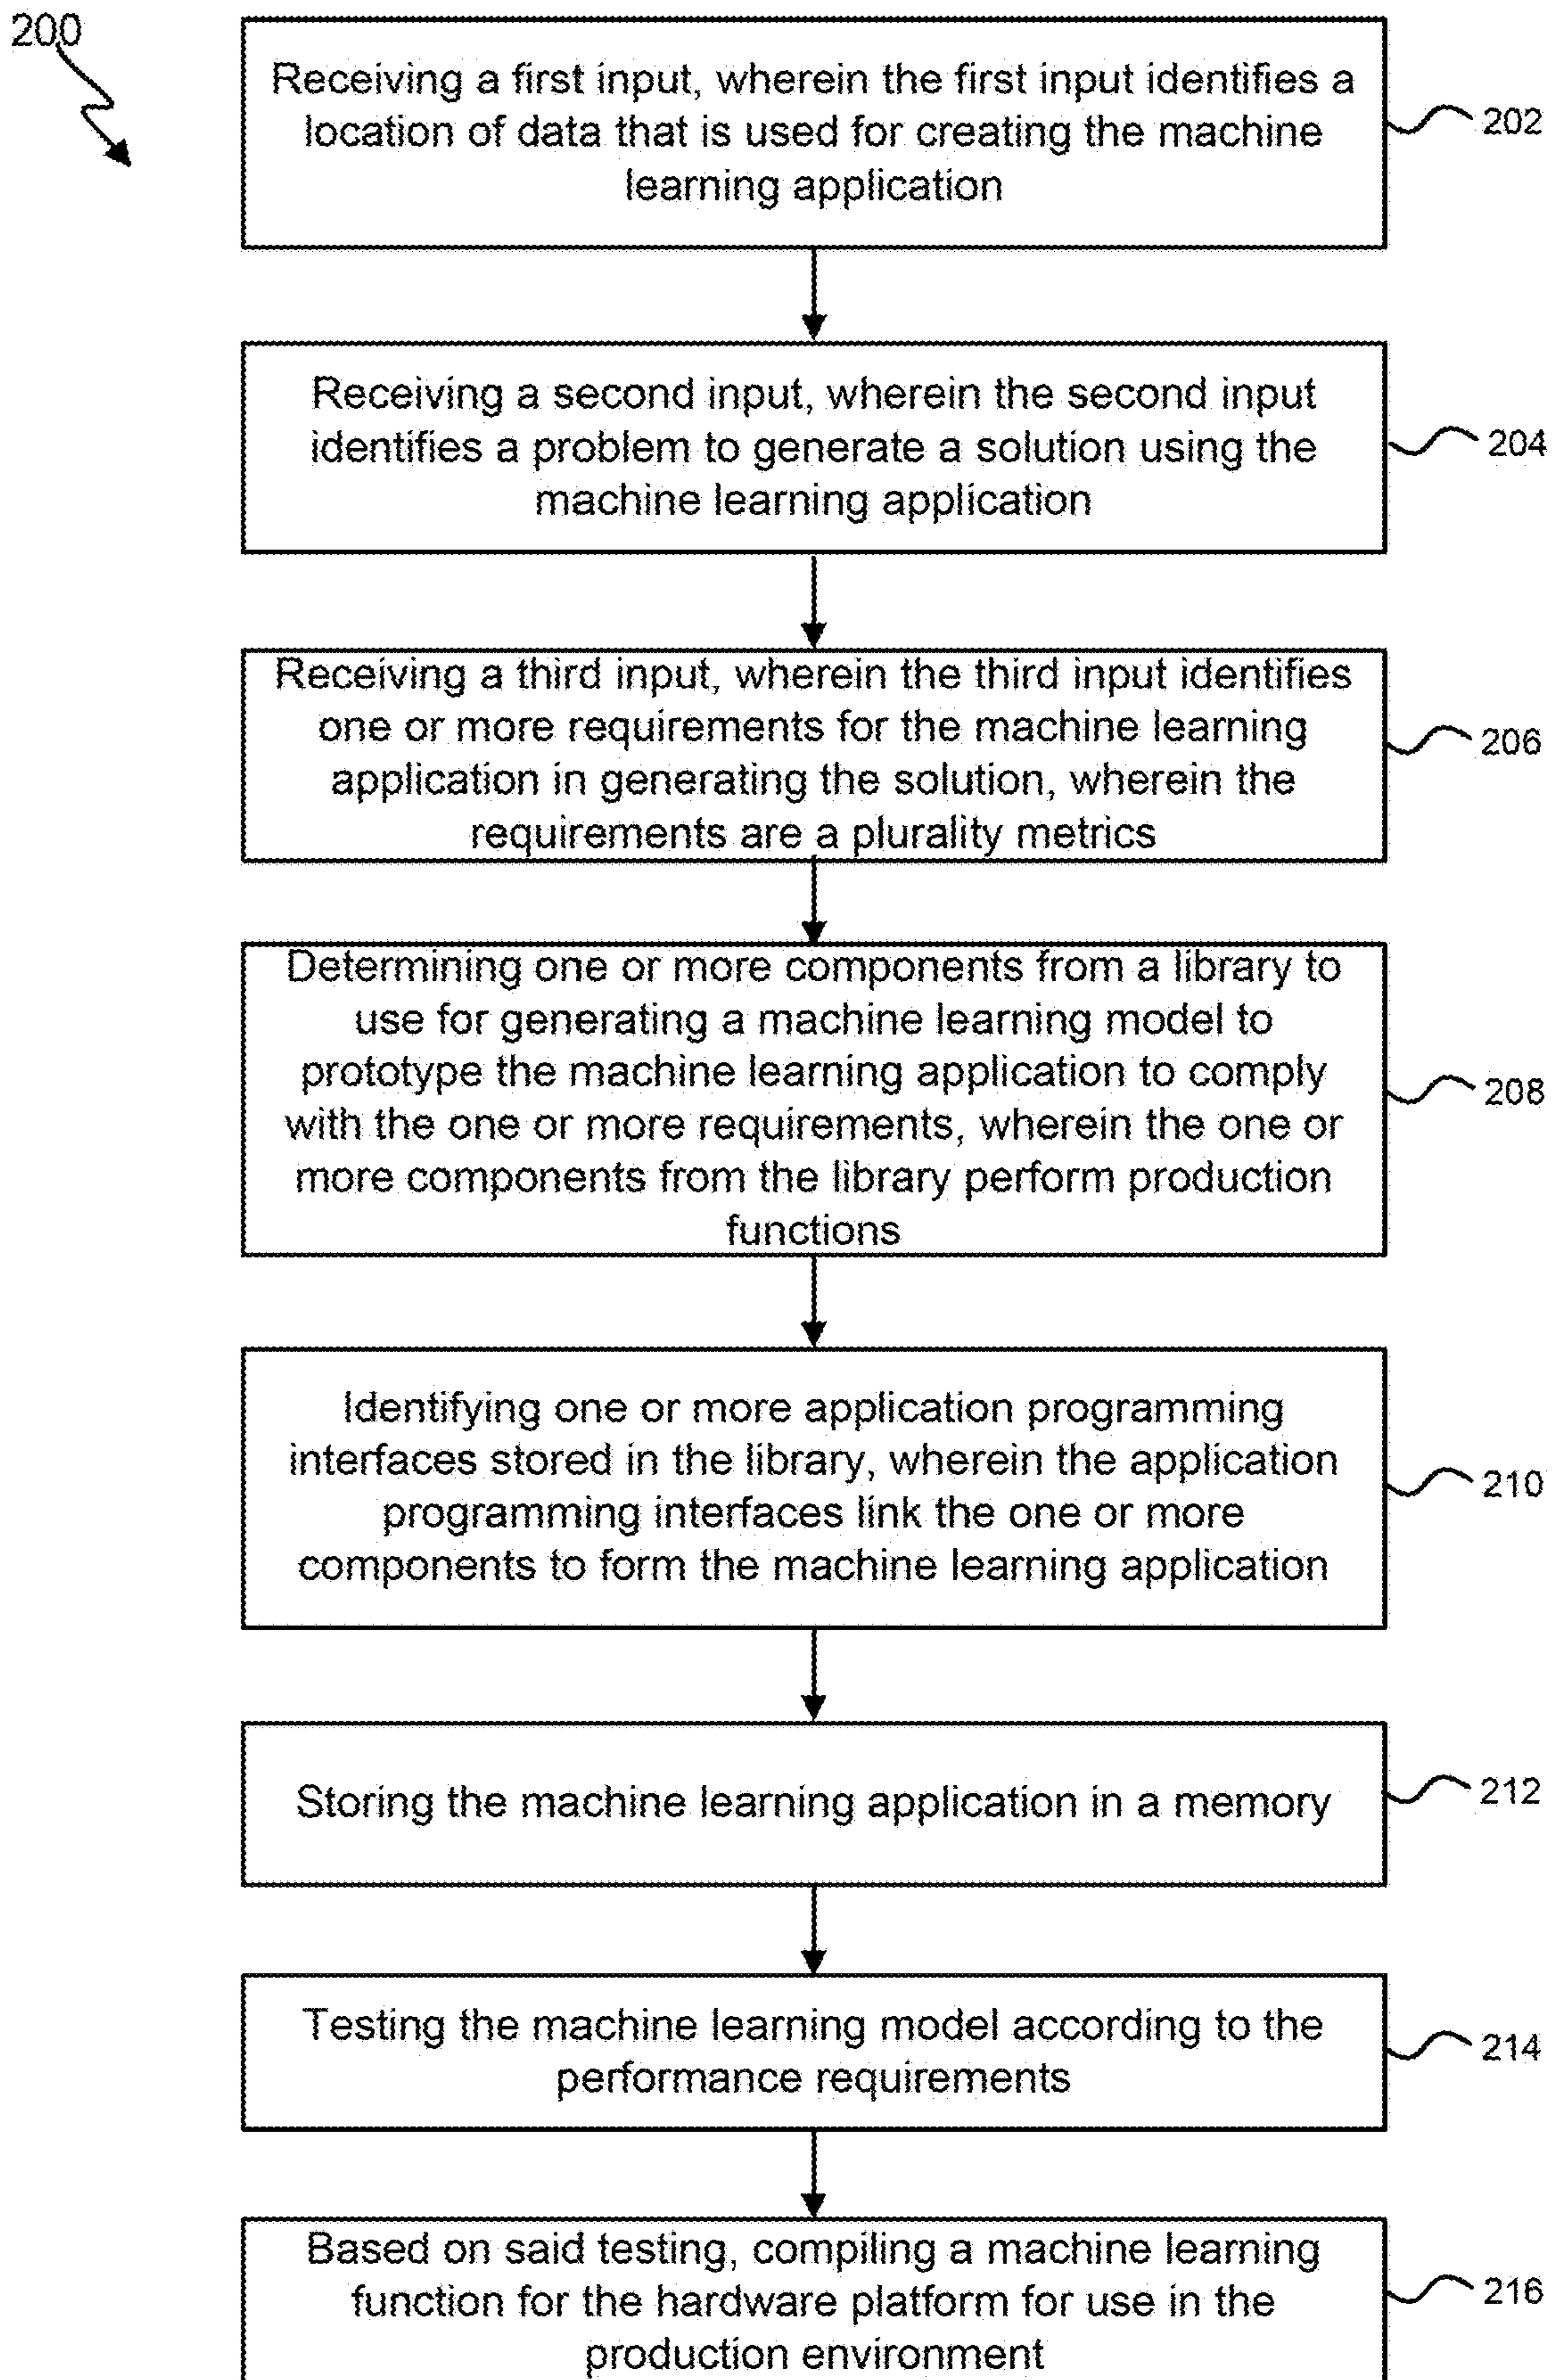 200
Receiving a first input, wherein the first input identifies a
location of data that is used for creating the machine
learning application
202
Receiving a second input, wherein the second input
identifies a problem to generate a solution using the
machine learning application
204
Receiving a third input, wherein the third input identifies
one or more requirements for the machine learning
application in generating the solution, wherein the
requirements are a plurality metrics
206
Determining one or more components from a library to
use for generating a machine learning model to
prototype the machine learning application to comply
with the one or more requirements, wherein the one or
more components from the library perform production
functions
208
Identifying one or more application programming
interfaces stored in the library, wherein the application
programming interfaces link the one or more
components to form the machine learning application
210
Storing the machine learning application in a memory
212
Testing the machine learning model according to the
performance requirements
214
Based on said testing, compiling a machine learning
function for the hardware platform for use in the
production environment
216